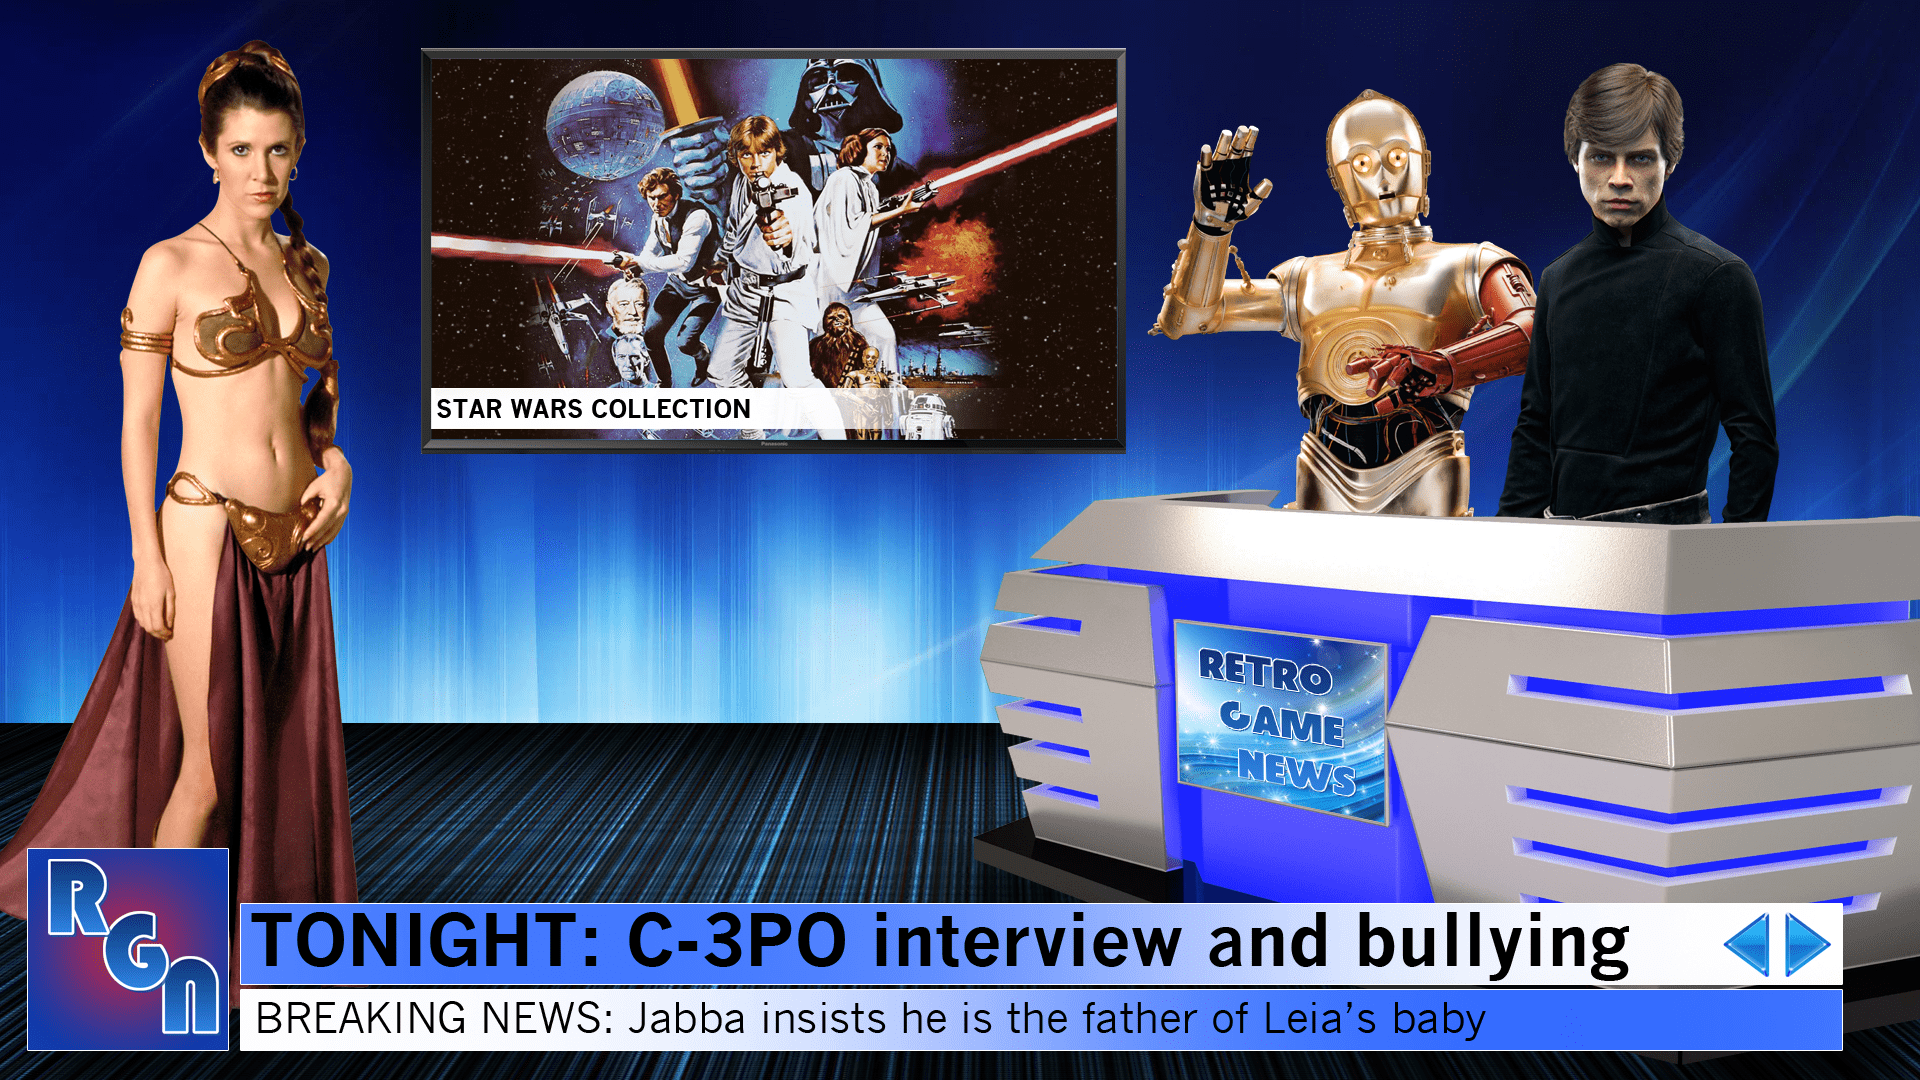 STAR WARS COLLECTION
Panasonic
RETRO
GAME
NEWS
RGN
TONIGHT: C-3PO interview and bullying
BREAKING NEWS: Jabba insists he is the father of Leia’s baby